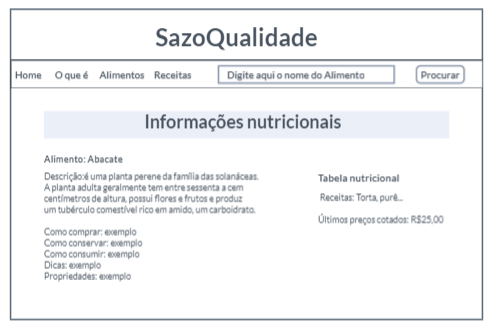 SazoQualidade
Home O que é Alimentos Receitas Digite aqui o nome do Alimento Procurar
Informações nutricionais
Alimento: Abacate
Descrição:é uma planta perene da família das solanáceas.
A planta adulta geralmente tem entre sessenta a cem
centímetros de altura, possui flores e frutos e produz
um tubérculo comestível rico em amido, um carboidrato.
Como comprar: exemplo
Como conservar: exemplo
Como consumir: exemplo
Dicas: exemplo
Propriedades: exemplo
Tabela nutricional
Receitas: Torta, purê...
Últimos preços cotados: R$25,00